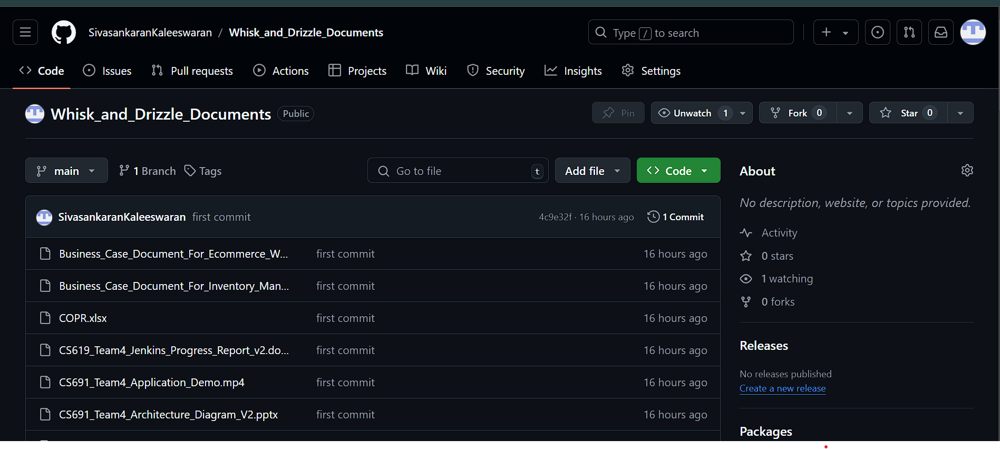 SivasankaranKaleeswaran / Whisk_and_Drizzle_Documents
Type / to search
Code Issues Pull requests Actions Projects Wiki Security Insights Settings
Whisk_and_Drizzle_Documents Public
Pin Unwatch 1 Fork 0 Star 0
main 1 Branch Tags Go to file t Add file Code
About
No description, website, or topics provided.
SivasankaranKaleeswaran first commit 4c9e32f · 16 hours ago 1 Commit
Activity
Business_Case_Document_For_Ecommerce_W... first commit 16 hours ago
0 stars
Business_Case_Document_For_Inventory_Man... first commit 16 hours ago
1 watching
COPR.xlsx first commit 16 hours ago
0 forks
CS619_Team4_Jenkins_Progress_Report_v2.do... first commit 16 hours ago
Releases
CS691_Team4_Application_Demo.mp4 first commit 16 hours ago
No releases published
Create a new release
CS691_Team4_Architecture_Diagram_V2.pptx first commit 16 hours ago
Packages